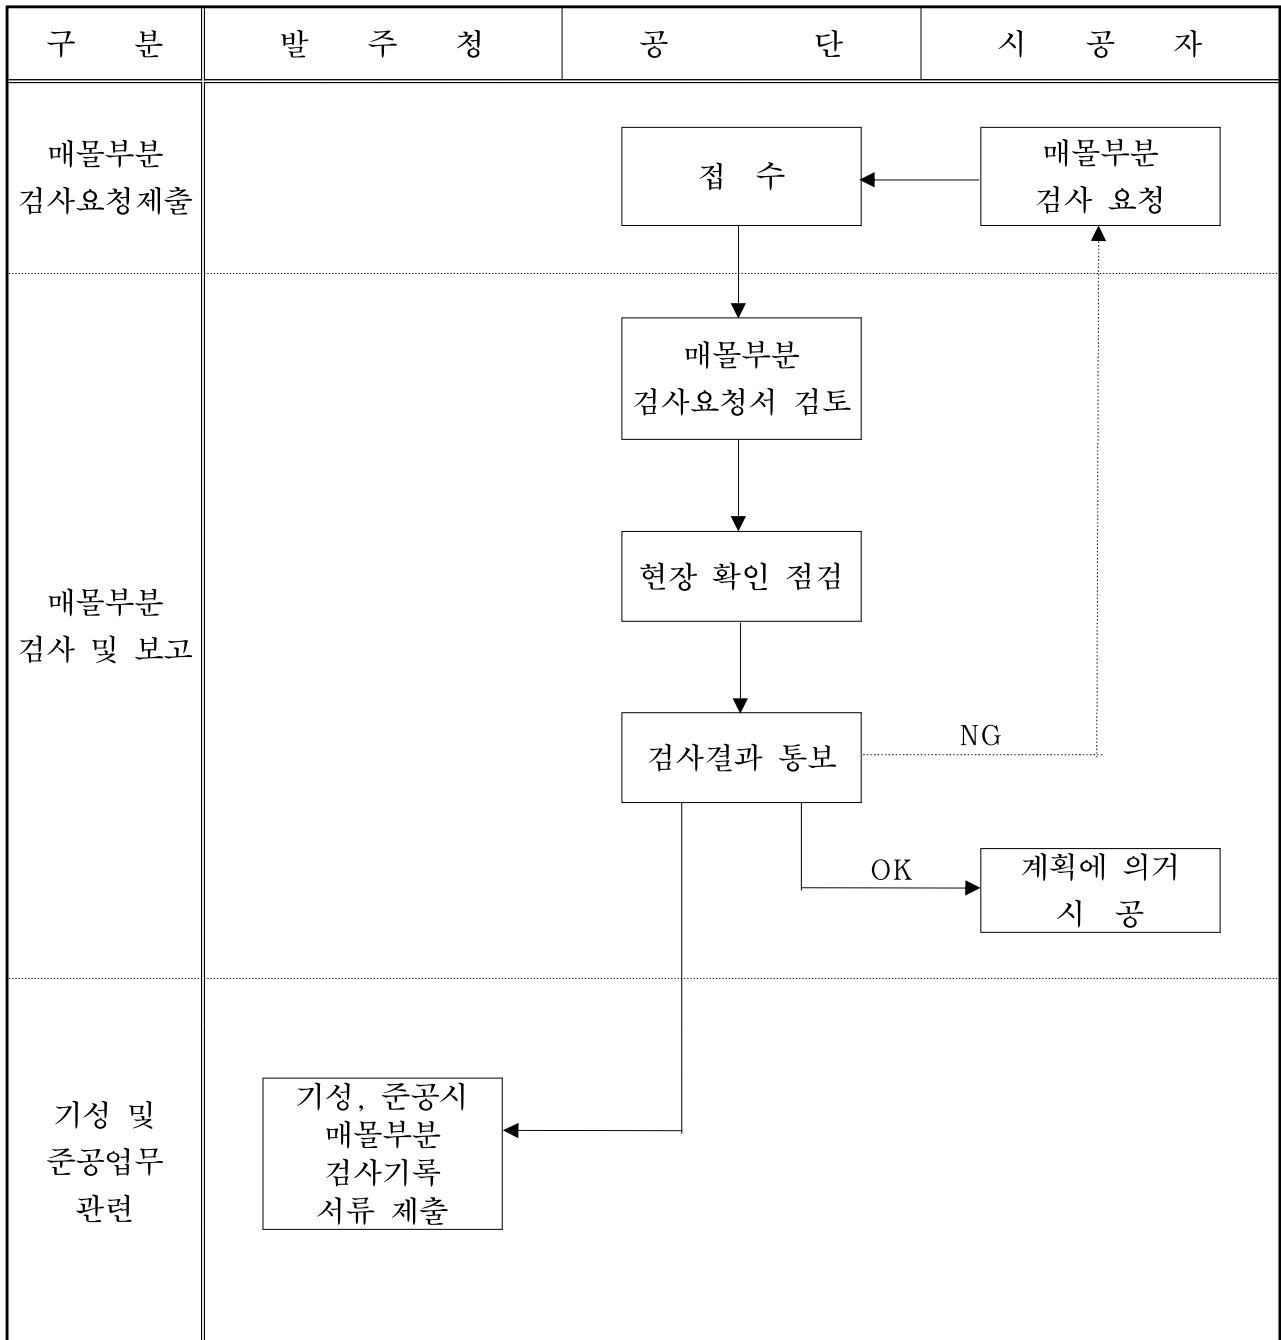 구 분 발 주 청 공 단 시 공 자
매몰부분
검사요청제출
접 수
매몰부분
검사 요청
매몰부분
검사요청서 검토
현장 확인 점검
매몰부분
검사 및 보고
검사결과 통보
NG
OK
계획에 의거
시 공
기성 및
준공업무
관련
기성, 준공시
매몰부분
검사기록
서류 제출